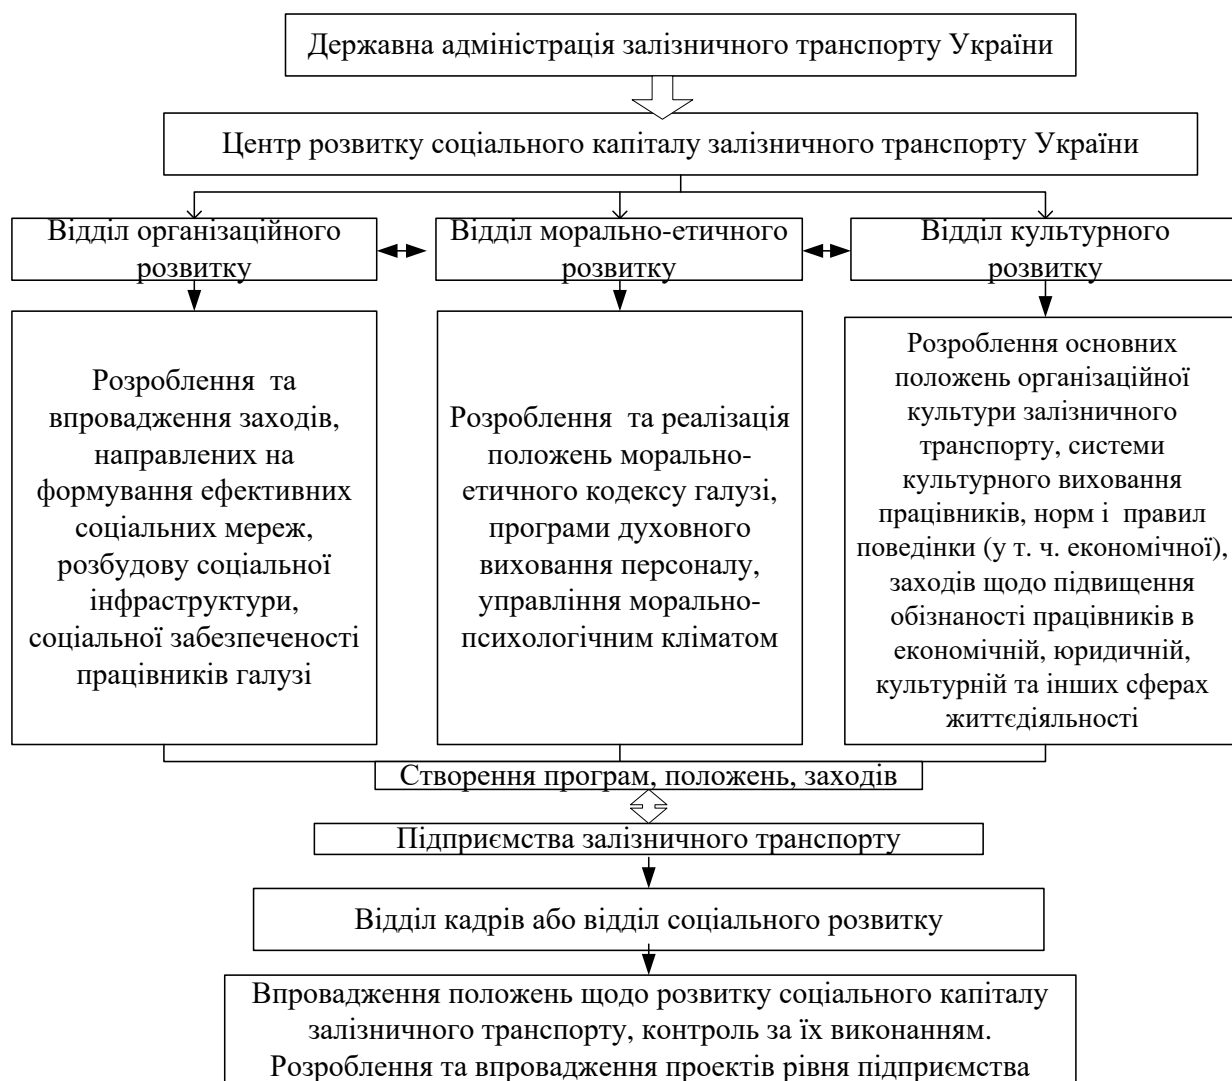 Державна адміністрація залізничного транспорту України
Центр розвитку соціального капіталу залізничного транспорту України
Відділ організаційного
розвитку
Відділ морально-етичного
розвитку
Відділ культурного
розвитку
Розроблення та
впровадження заходів,
направлених на
формування ефективних
соціальних мереж,
розбудову соціальної
інфраструктури,
соціальної забезпеченості
працівників галузі
Розроблення та реалізація
положень морально-
етичного кодексу галузі,
програми духовного
виховання персоналу,
управління морально-
психологічним кліматом
Розроблення основних
положень організаційної
культури залізничного
транспорту, системи
культурного виховання
працівників, норм і правил
поведінки (у т. ч. економічної),
заходів щодо підвищення
обізнаності працівників в
економічній, юридичній,
культурній та інших сферах
життєдіяльності
Створення програм, положень, заходів
Підприємства залізничного транспорту
Відділ кадрів або відділ соціального розвитку
Впровадження положень щодо розвитку соціального капіталу
залізничного транспорту, контроль за їх виконанням.
Розроблення та впровадження проектів рівня підприємства